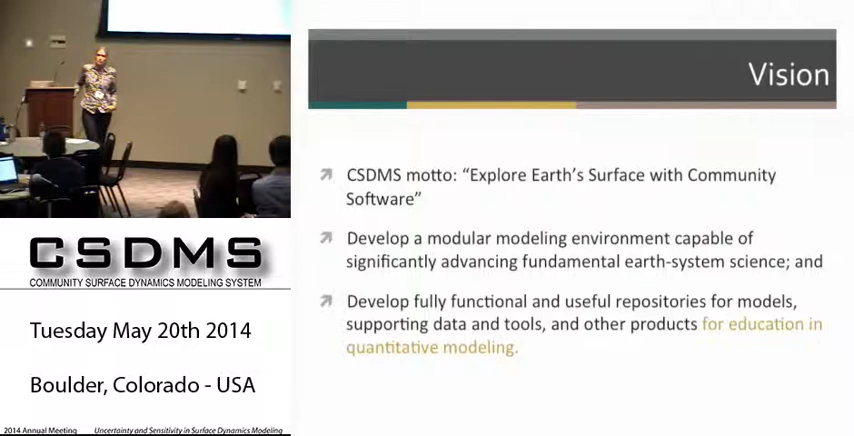 CSDMS
COMMUNITY SURFACE DYNAMICS MODELING SYSTEM
Tuesday May 20th 2014
Boulder, Colorado - USA
2014 Annual Meeting
Uncertainty and Sensitivity in Surface Dynamics Modeling
Vision
CSDMS motto: “Explore Earth’s Surface with Community
Software”
Develop a modular modeling environment capable of
significantly advancing fundamental earth-system science; and
Develop fully functional and useful repositories for models,
supporting data and tools, and other products for education in
quantitative modeling.